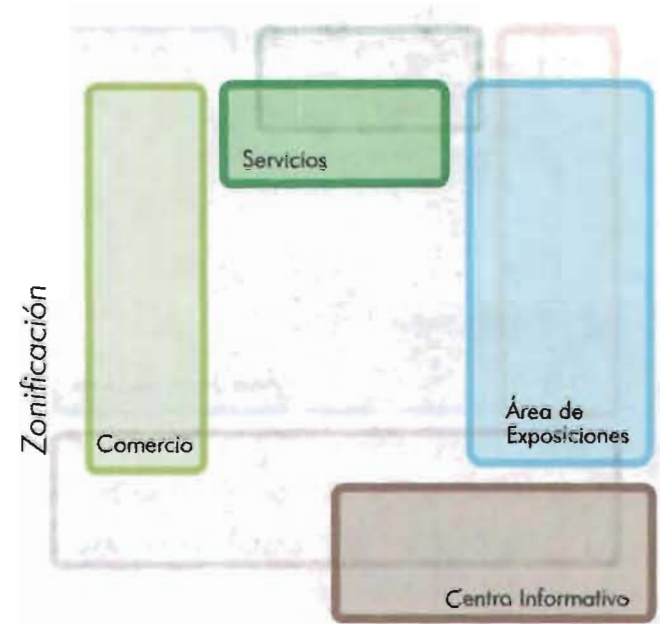 Zonificación
Servicios
Comercio
Área de
Exposiciones
Centro Informativo